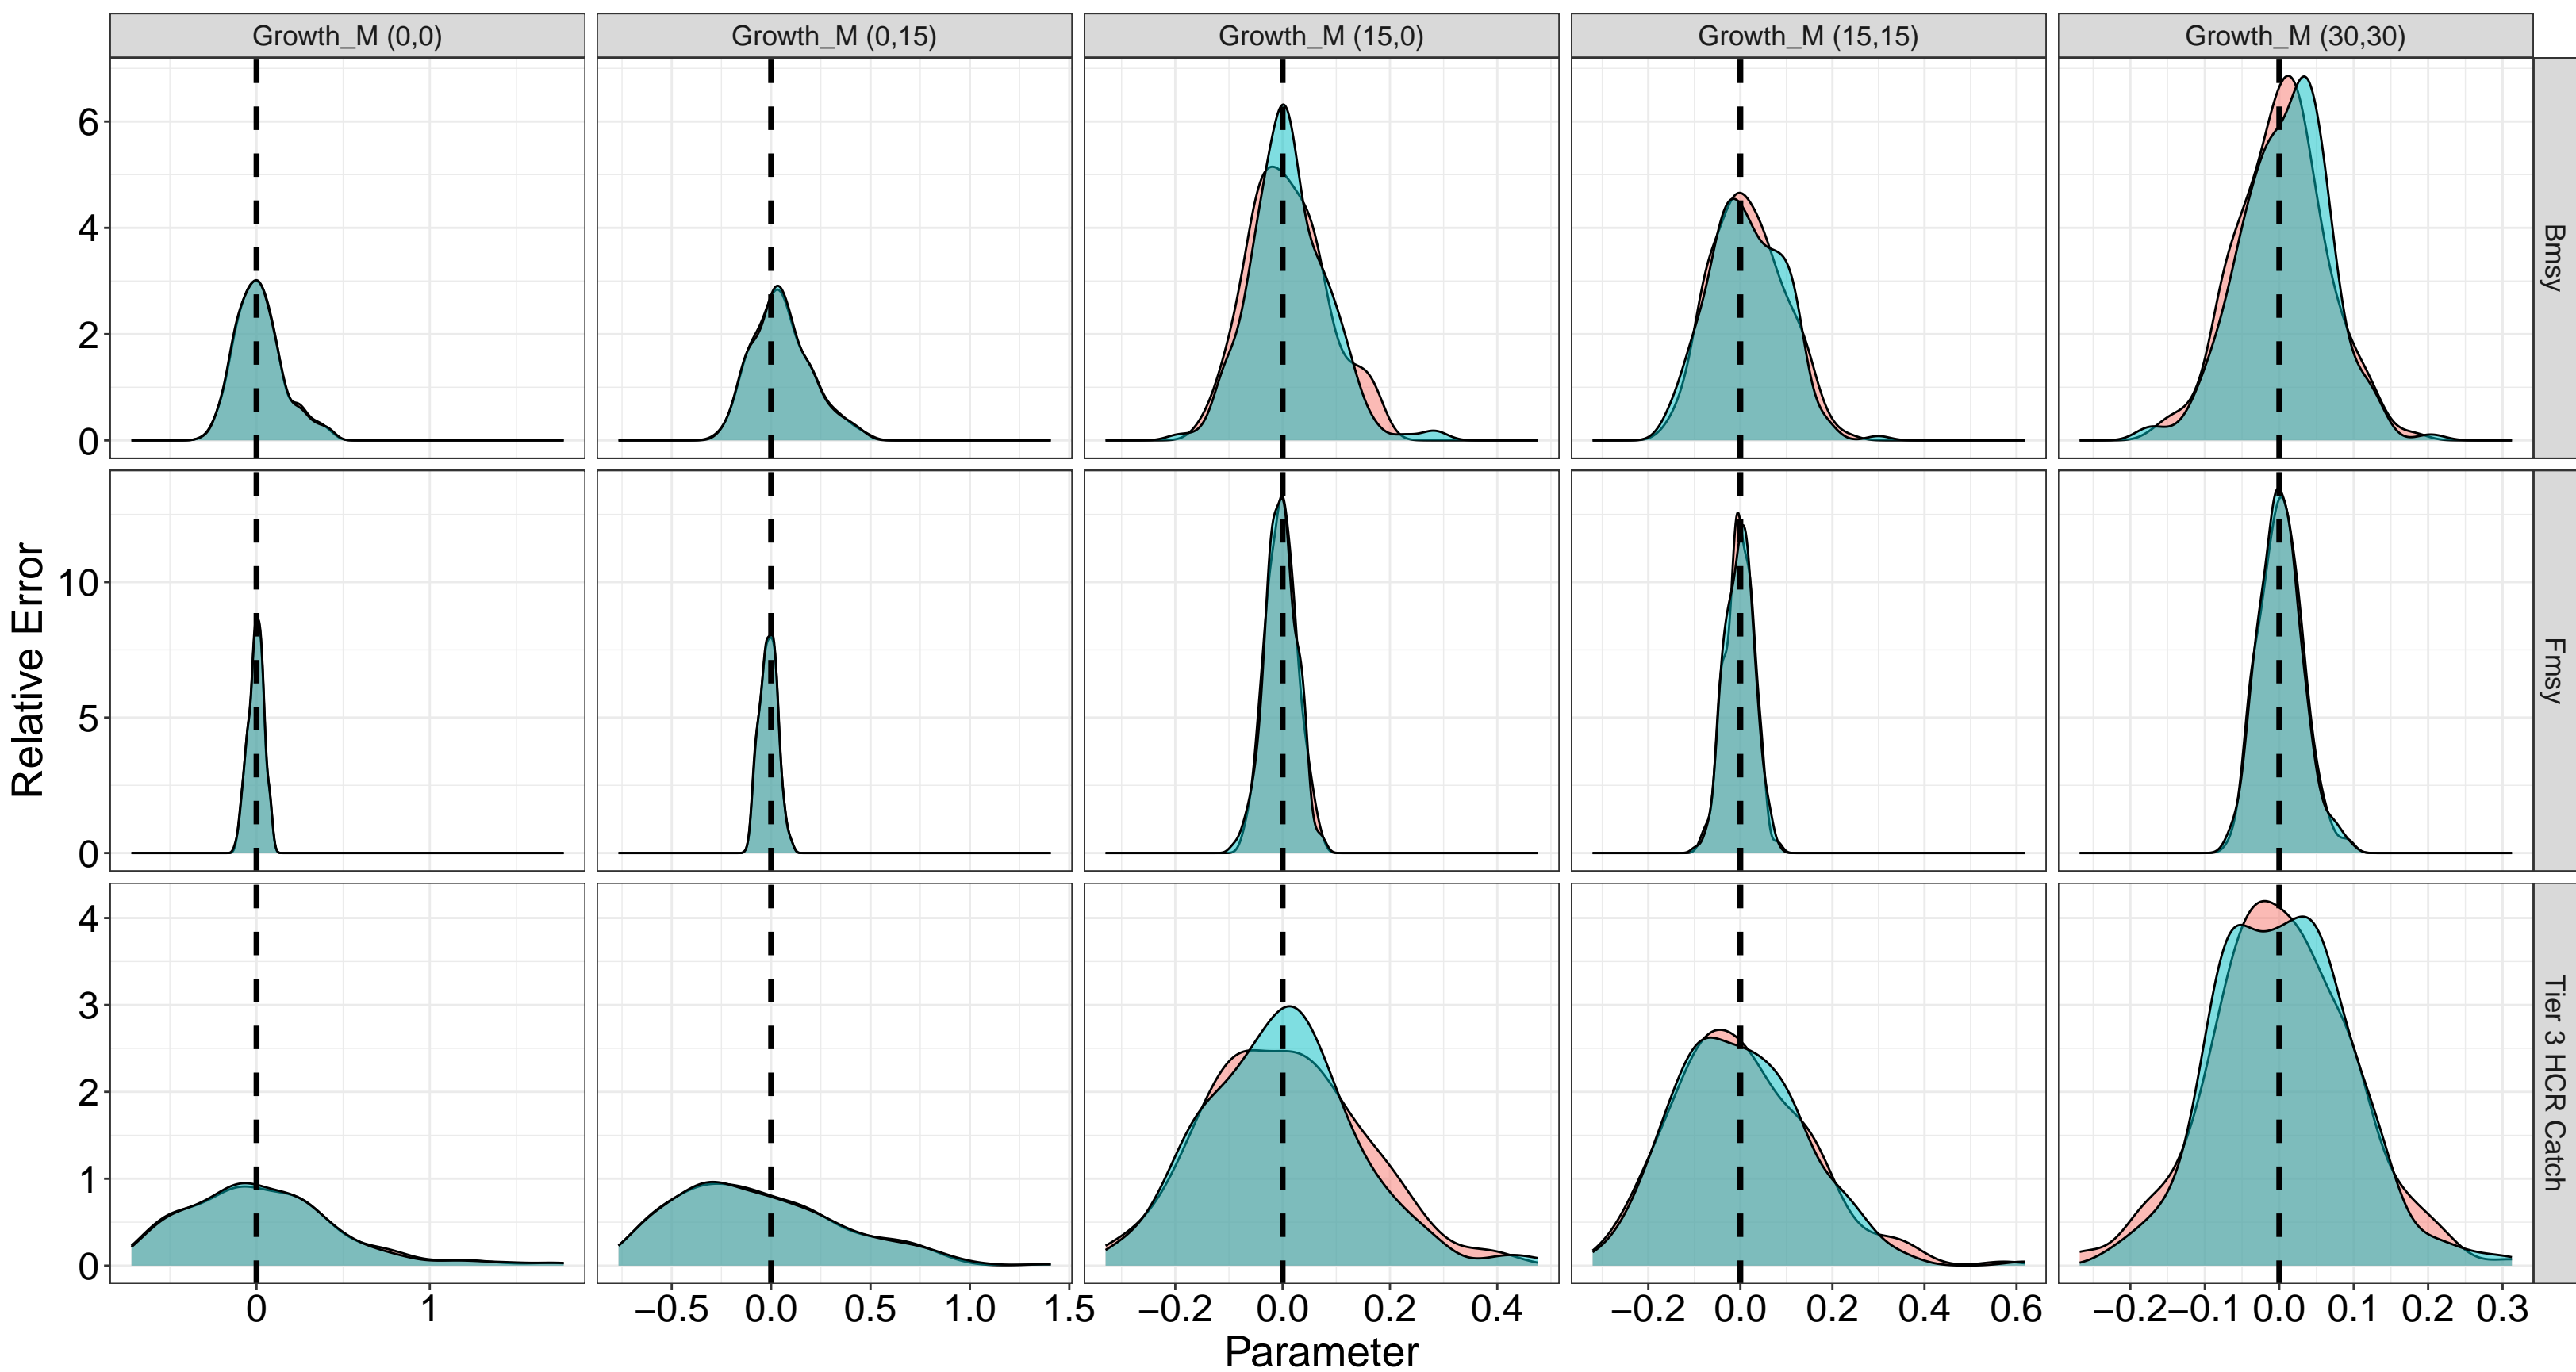 Growth_M (0,0) Growth_M (0,15) Growth_M (15,0) Growth_M (15,15) Growth_M (30,30)
6
4
2
0
Bmsy
10
5
0
Fmsy
4
3
2
1
0
Tier 3 HCR Catch
Relative Error
0 1 −0.5 0.0 0.5 1.0 1.5 −0.2 0.0 0.2 0.4 −0.2 0.0 0.2 0.4 0.6 −0.2 −0.1 0.0 0.1 0.2 0.3
Parameter